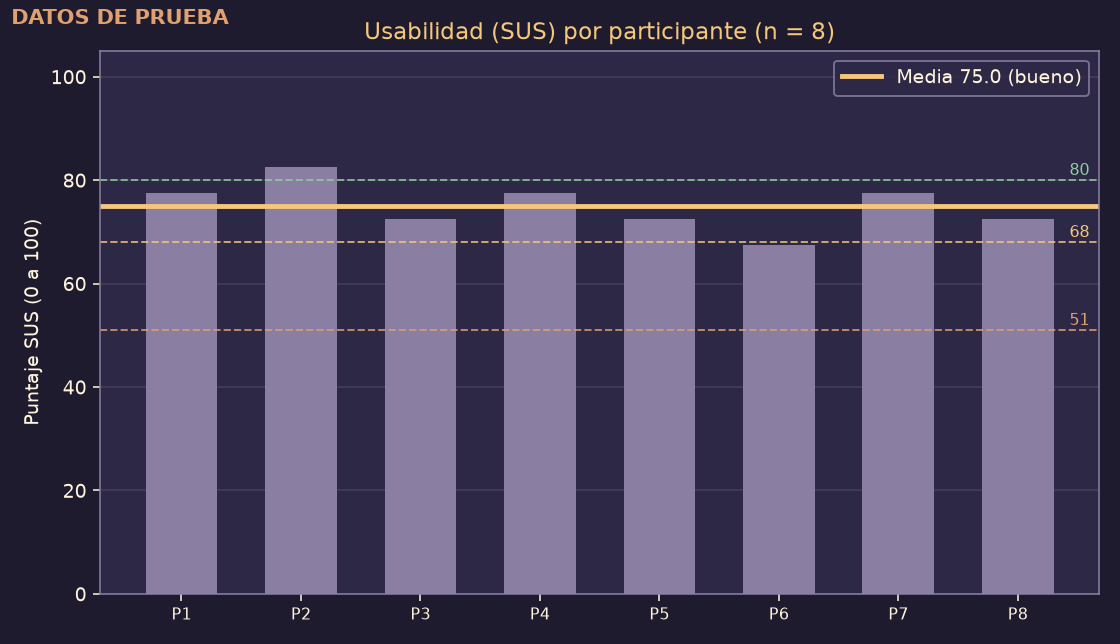 DATOS DE PRUEBA
Usabilidad (SUS) por participante (n = 8)
Media 75.0 (bueno)
Puntaje SUS (0 a 100)
100
80
60
40
20
0
80
68
51
P1
P2
P3
P4
P5
P6
P7
P8